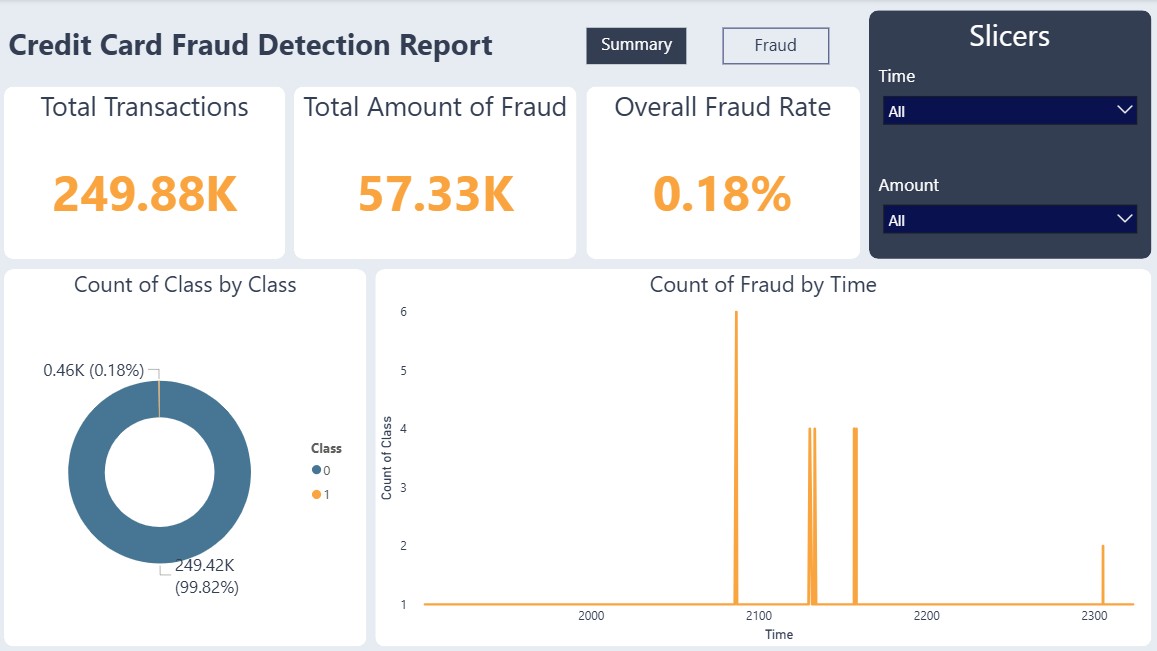 Credit Card Fraud Detection Report
Summary
Fraud
Slicers
Time
All
Amount
All
Total Transactions
249.88K
Total Amount of Fraud
57.33K
Overall Fraud Rate
0.18%
Count of Class by Class
0.46K (0.18%)
249.42K
(99.82%)
Class
0
1
Count of Fraud by Time
Count of Class
6
5
4
3
2
1
2000
2100
2200
2300
Time